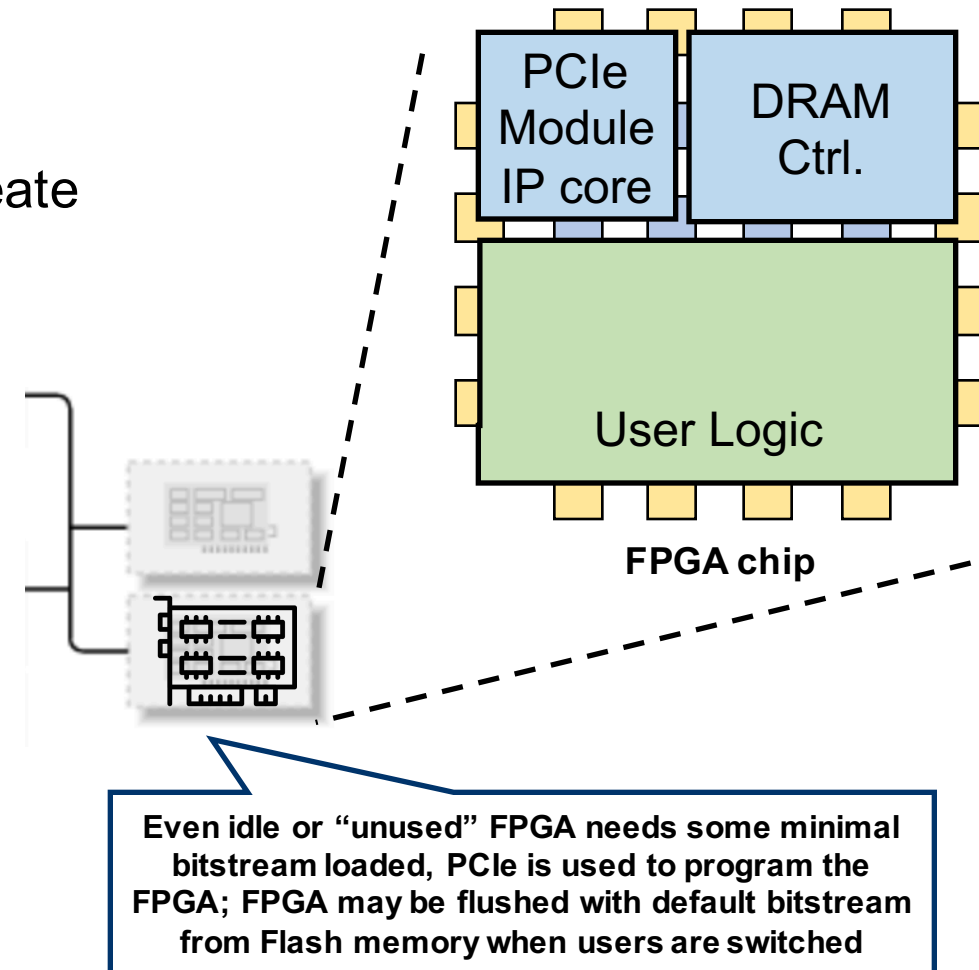 PCIe
Module
IP core
DRAM
Ctrl.
User Logic
FPGA chip
Even idle or “unused” FPGA needs some minimal
bitstream loaded, PCIe is used to program the
FPGA; FPGA may be flushed with default bitstream
from Flash memory when users are switched